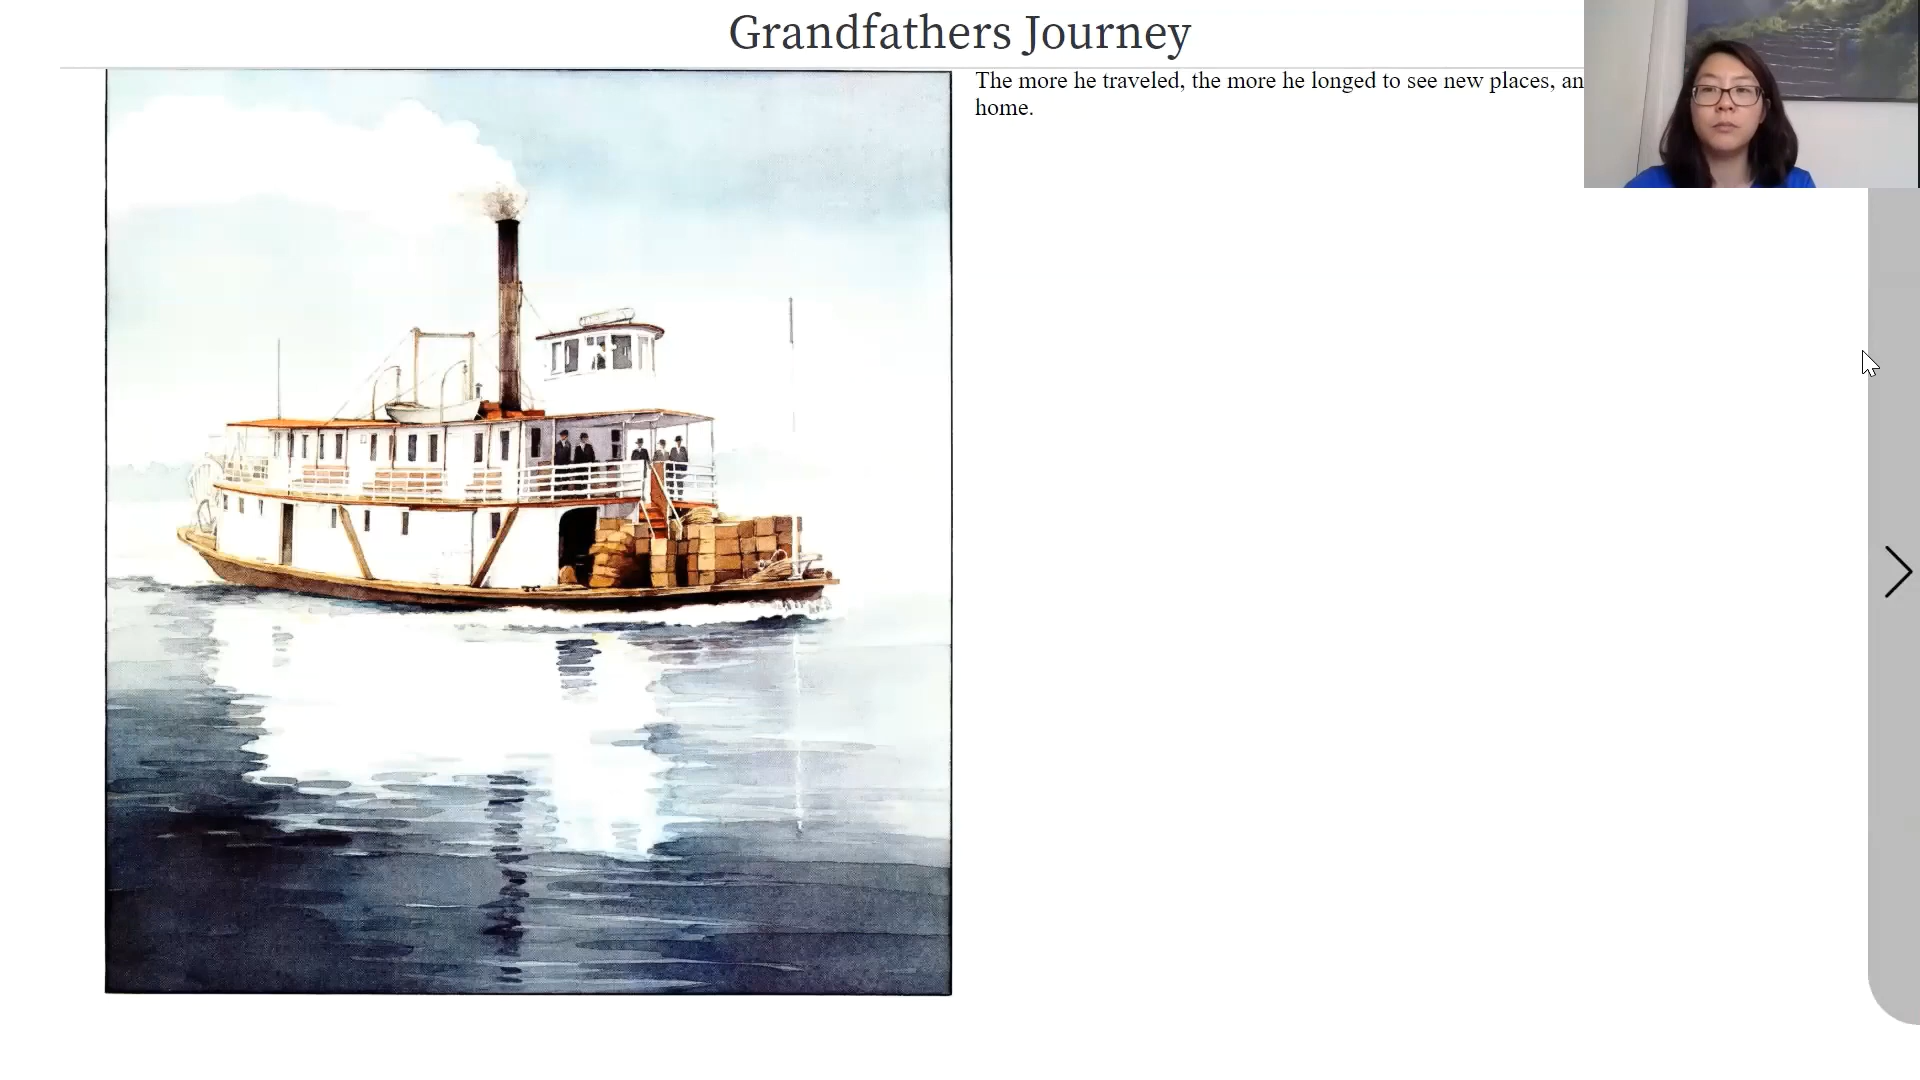 Grandfathers Journey
The more he traveled, the more he longed to see new places, an
home.